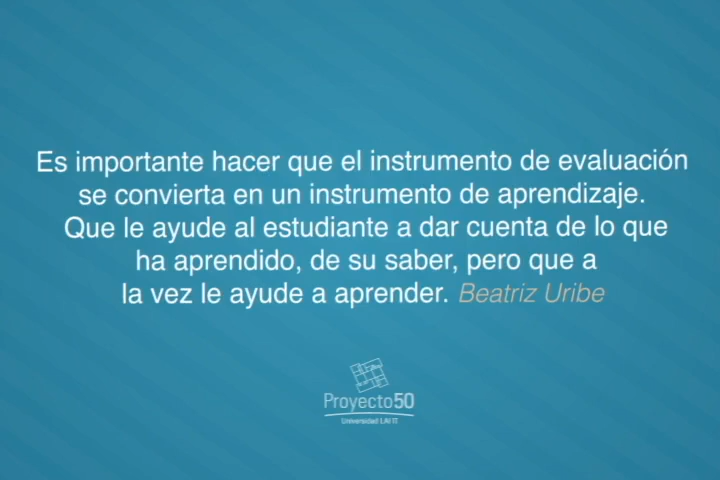 Es importante hacer que el instrumento de evaluación
se convierta en un instrumento de aprendizaje.
Que le ayude al estudiante a dar cuenta de lo que
ha aprendido, de su saber, pero que a
la vez le ayude a aprender. Beatriz Uribe
Proyecto50
Universidad